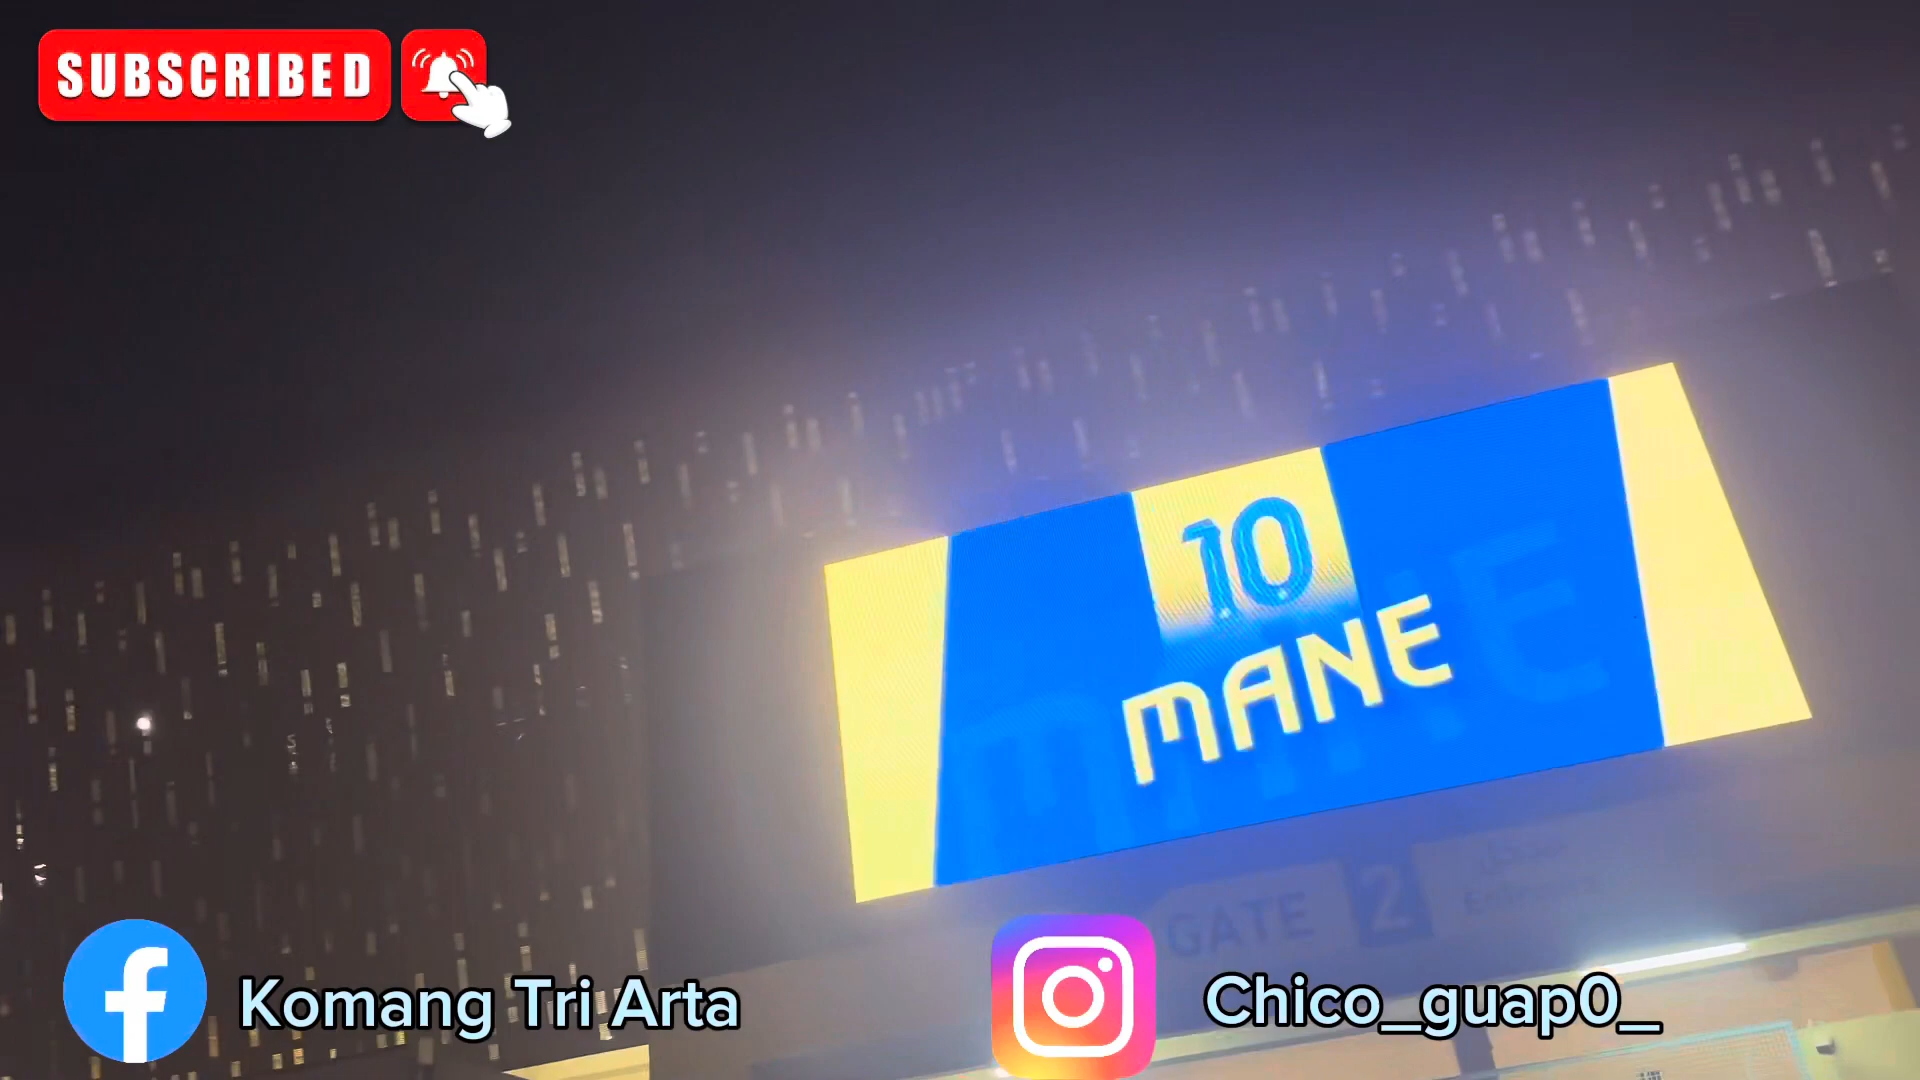 SUBSCRIBED
10
MANE
GATE 2
Komang Tri Arta
Chico_guap0_